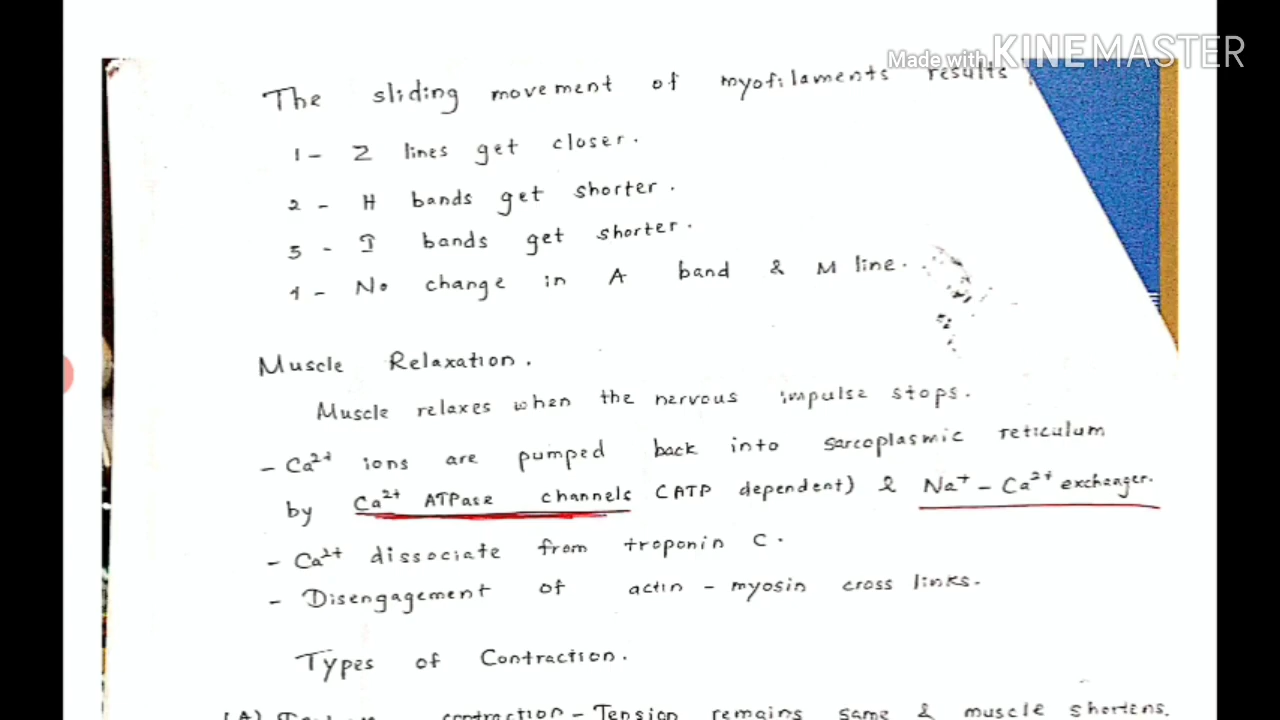 Made with KINEMASTER
The sliding movement of myofilaments results
1 - Z lines get closer.
2 - H bands get shorter.
3 - I bands get shorter.
4 - No change in A band & M line.
Muscle Relaxation.
Muscle relaxes when the nervous impulse stops.
- Ca²⁺ ions are pumped back into sarcoplasmic reticulum
by Ca²⁺ ATPase channels (ATP dependent) & Na⁺ - Ca²⁺ exchanger.
- Ca²⁺ dissociate from troponin C.
- Disengagement of actin - myosin cross links.
Types of Contraction.
(A) contraction - Tension remains same & muscle shortens.